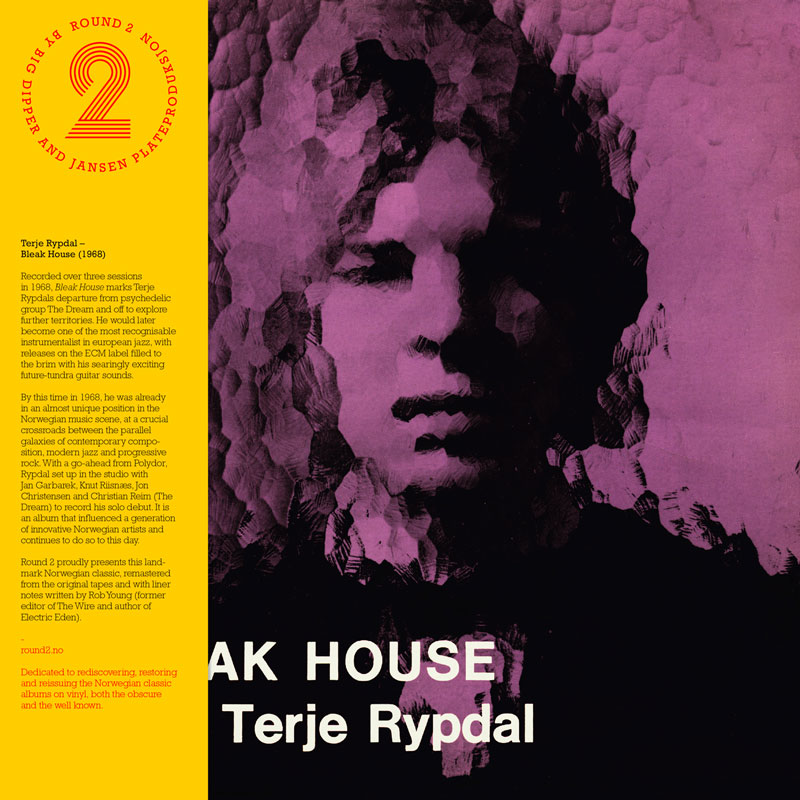 ROUND 2
BY BIG DIPPER AND JANSEN PLATEPRODUKSJON
2
Terje Rypdal –
Bleak House (1968)
Recorded over three sessions
in 1968, Bleak House marks Terje
Rypdals departure from psychedelic
group The Dream and off to explore
further territories. He would later
become one of the most recognisable
instrumentalist in european jazz, with
releases on the ECM label filled to
the brim with his searingly exciting
future-tundra guitar sounds.
By this time in 1968, he was already
in an almost unique position in the
Norwegian music scene, at a crucial
crossroads between the parallel
galaxies of contemporary compo-
sition, modern jazz and progressive
rock. With a go-ahead from Polydor,
Rypdal set up in the studio with
Jan Garbarek, Knut Riisnæs, Jon
Christensen and Christian Reim (The
Dream) to record his solo debut. It is
an album that influenced a generation
of innovative Norwegian artists and
continues to do so to this day.
Round 2 proudly presents this land-
mark Norwegian classic, remastered
from the original tapes and with liner
notes written by Rob Young (former
editor of The Wire and author of
Electric Eden).
–
round2.no
Dedicated to rediscovering, restoring
and reissuing the Norwegian classic
albums on vinyl, both the obscure
and the well known.
EAK HOUSE
Terje Rypdal